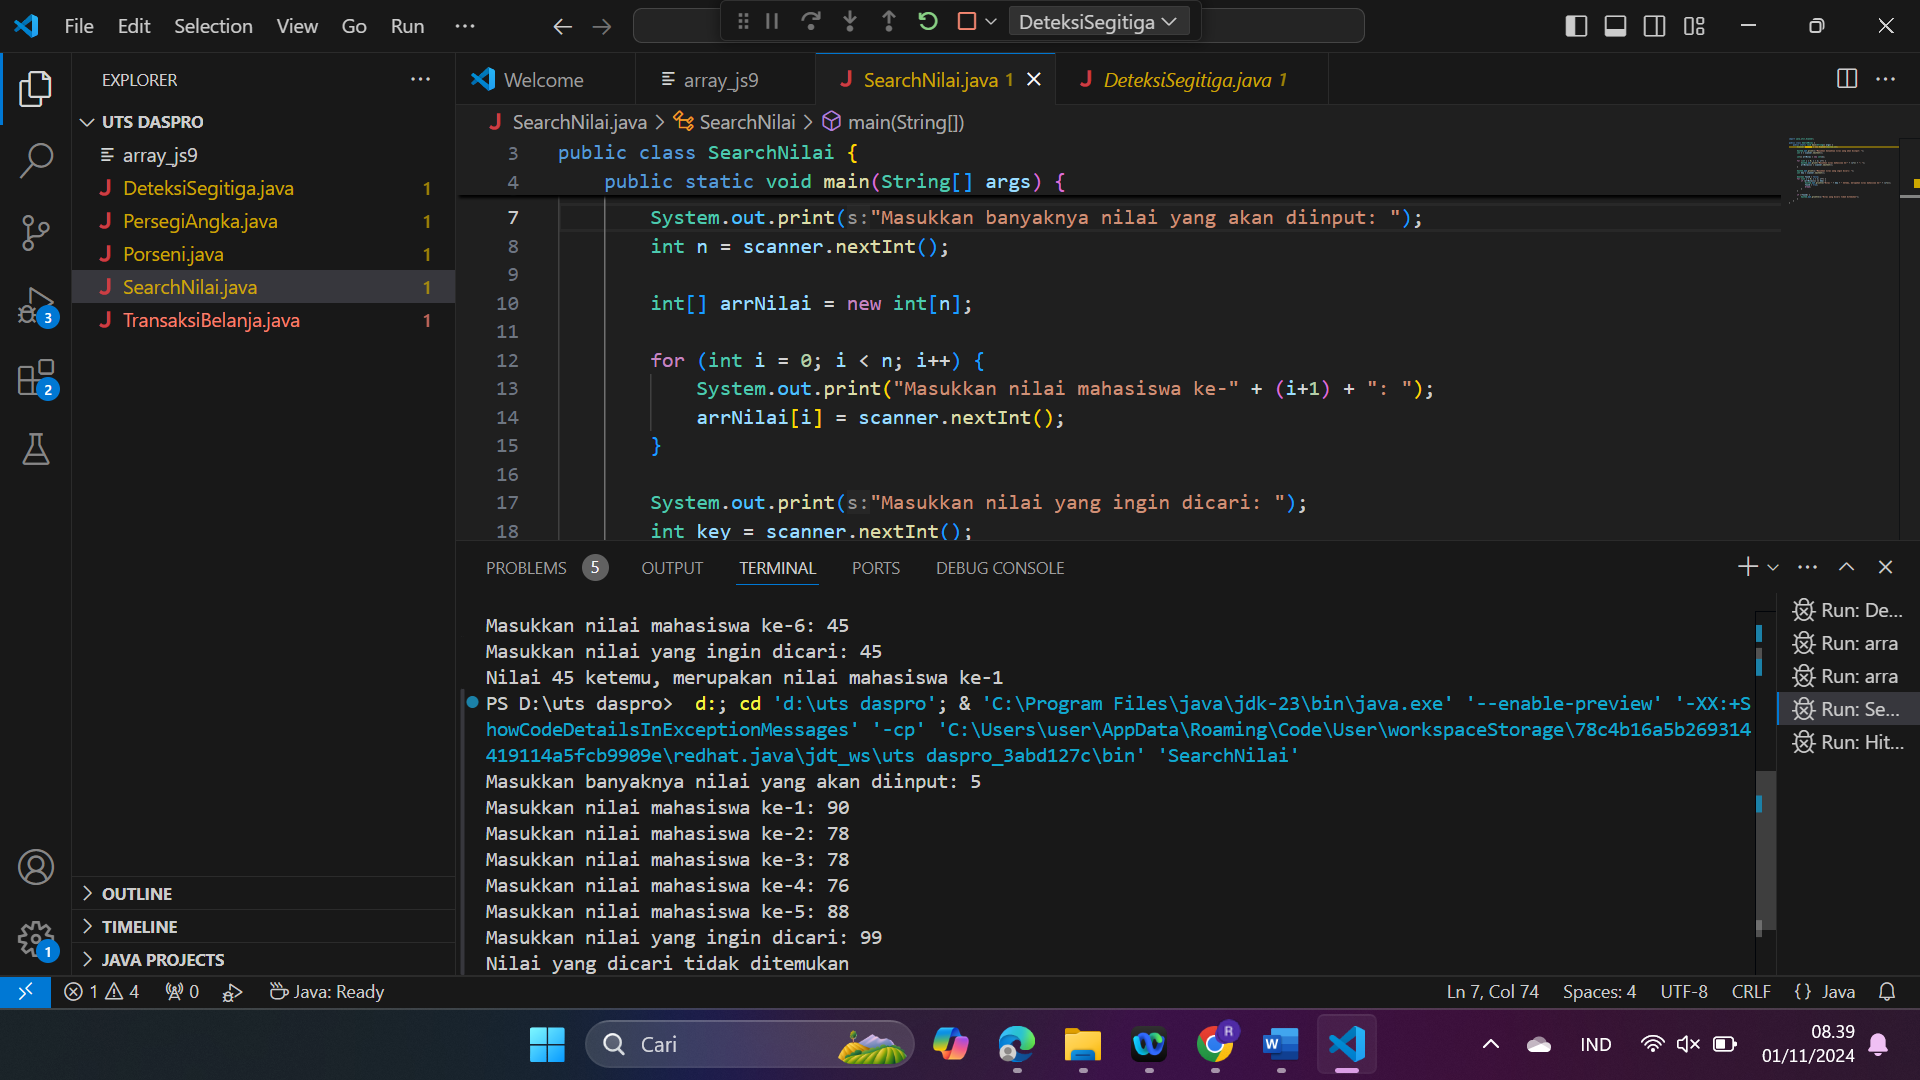 File Edit Selection View Go Run ···
DeteksiSegitiga
EXPLORER
Welcome
array_js9
SearchNilai.java 1
DeteksiSegitiga.java 1
UTS DASPRO
array_js9
DeteksiSegitiga.java 1
PersegiAngka.java 1
Porseni.java 1
SearchNilai.java 1
TransaksiBelanja.java 1
3
2
1
OUTLINE
TIMELINE
JAVA PROJECTS
SearchNilai.java > SearchNilai > main(String[])
3 public class SearchNilai {
4 public static void main(String[] args) {
7 System.out.print(s:"Masukkan banyaknya nilai yang akan diinput: ");
8 int n = scanner.nextInt();
9
10 int[] arrNilai = new int[n];
11
12 for (int i = 0; i < n; i++) {
13 System.out.print("Masukkan nilai mahasiswa ke-" + (i+1) + ": ");
14 arrNilai[i] = scanner.nextInt();
15 }
16
17 System.out.print(s:"Masukkan nilai yang ingin dicari: ");
18 int key = scanner.nextInt();
PROBLEMS 5 OUTPUT TERMINAL PORTS DEBUG CONSOLE
Masukkan nilai mahasiswa ke-6: 45
Masukkan nilai yang ingin dicari: 45
Nilai 45 ketemu, merupakan nilai mahasiswa ke-1
PS D:\uts daspro> d:; cd 'd:\uts daspro'; & 'C:\Program Files\java\jdk-23\bin\java.exe' '--enable-preview' '-XX:+S
howCodeDetailsInExceptionMessages' '-cp' 'C:\Users\user\AppData\Roaming\Code\User\workspaceStorage\78c4b16a5b269314
419114a5fcb9909e\redhat.java\jdt_ws\uts daspro_3abd127c\bin' 'SearchNilai'
Masukkan banyaknya nilai yang akan diinput: 5
Masukkan nilai mahasiswa ke-1: 90
Masukkan nilai mahasiswa ke-2: 78
Masukkan nilai mahasiswa ke-3: 78
Masukkan nilai mahasiswa ke-4: 76
Masukkan nilai mahasiswa ke-5: 88
Masukkan nilai yang ingin dicari: 99
Nilai yang dicari tidak ditemukan
Run: De...
Run: arra
Run: arra
Run: Se...
Run: Hit...
1 4 0 Java: Ready
Ln 7, Col 74 Spaces: 4 UTF-8 CRLF {} Java
Cari
R
W
IND
08.39
01/11/2024